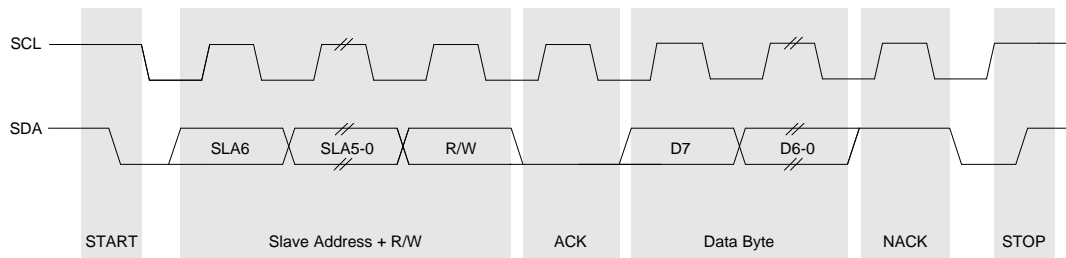 SCL
SDA
SLA6 SLA5-0 R/W D7 D6-0
START Slave Address + R/W ACK Data Byte NACK STOP